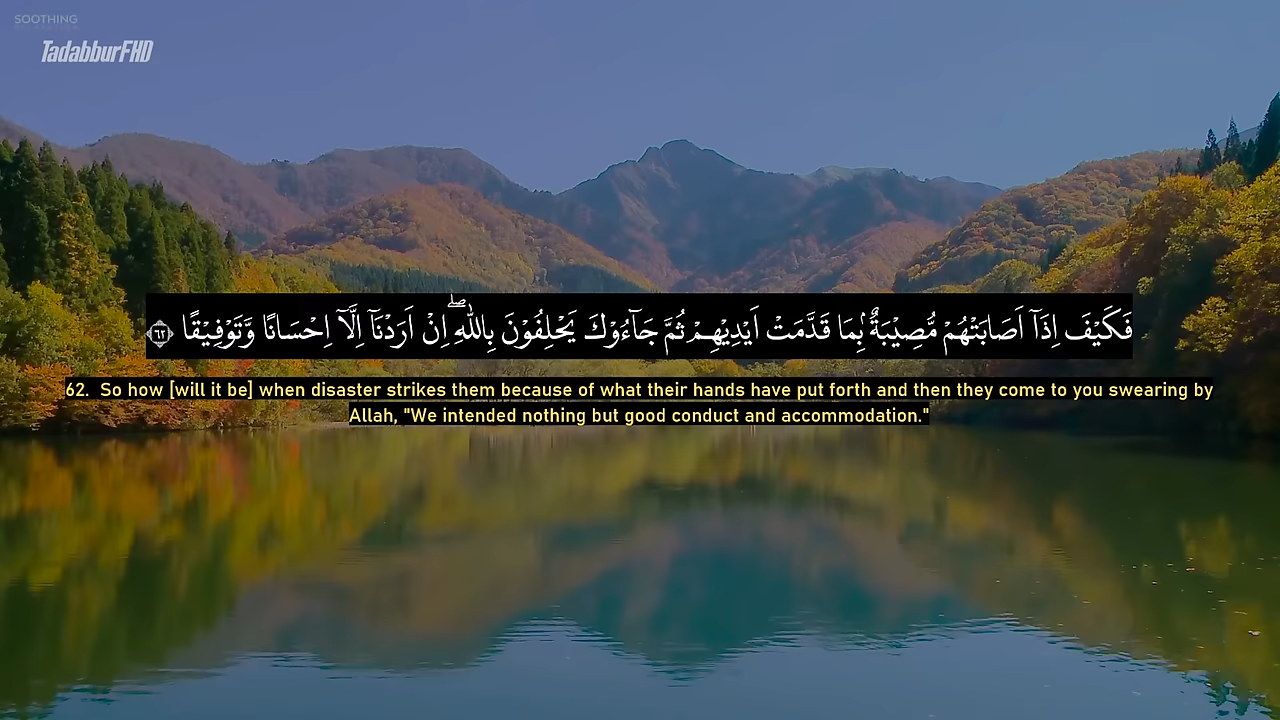 SOOTHING
TadabburFHD
فَكَيْفَ اِذَآ اَصَابَتْهُمْ مُّصِيْبَةٌۢ بِمَا قَدَّمَتْ اَيْدِيْهِمْ ثُمَّ جَاۤءُوْكَ يَحْلِفُوْنَ بِاللّٰهِ ۖ اِنْ اَرَدْنَآ اِلَّآ اِحْسَانًا وَّتَوْفِيْقًا ٦٢
62. So how [will it be] when disaster strikes them because of what their hands have put forth and then they come to you swearing by
Allah, "We intended nothing but good conduct and accommodation."